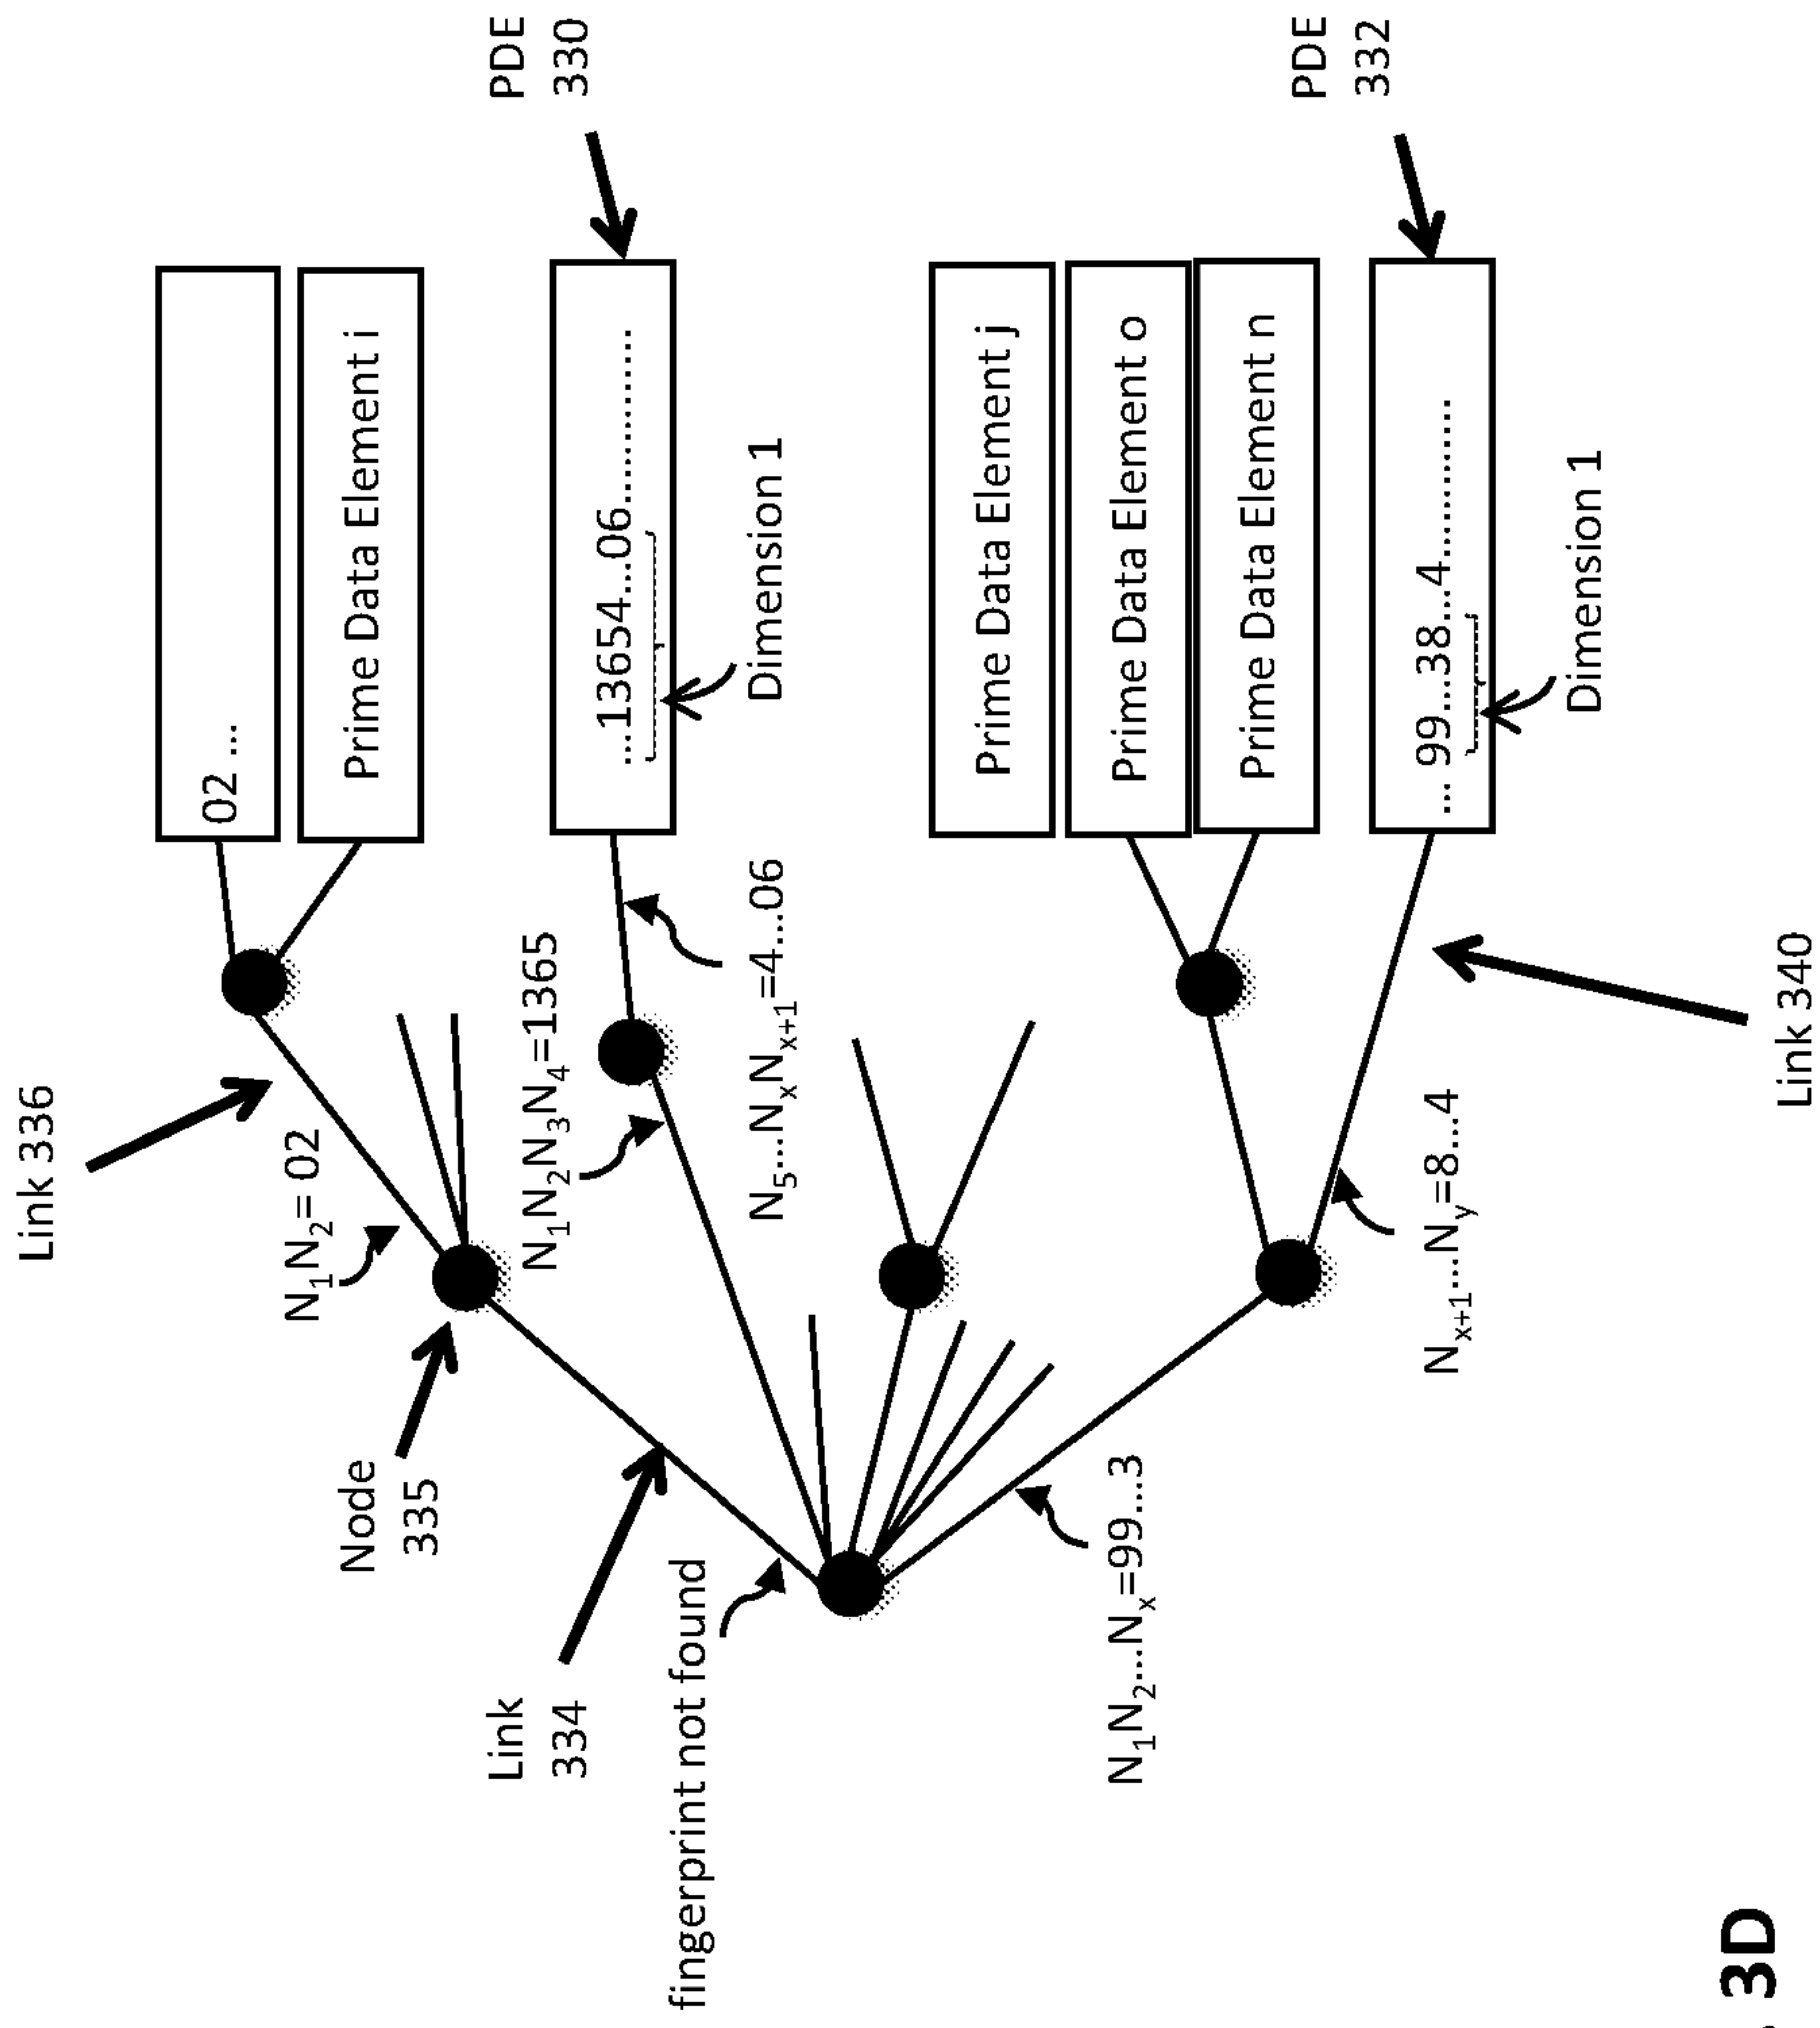 Link 336
N₁N₂= 02
02 ...
Prime Data Element i
Node
335
Link
334
N₁N₂N₃N₄=1365
...13654...06...............
PDE
330
fingerprint not found
N₅...NₓNₓ₊₁=4...06
Dimension 1
Prime Data Element j
Prime Data Element o
Prime Data Element n
N₁N₂...Nₓ=99...3
PDE
332
... 99...38...4..............
Nₓ₊₁...Nᵧ=8...4
Dimension 1
Link 340
3D